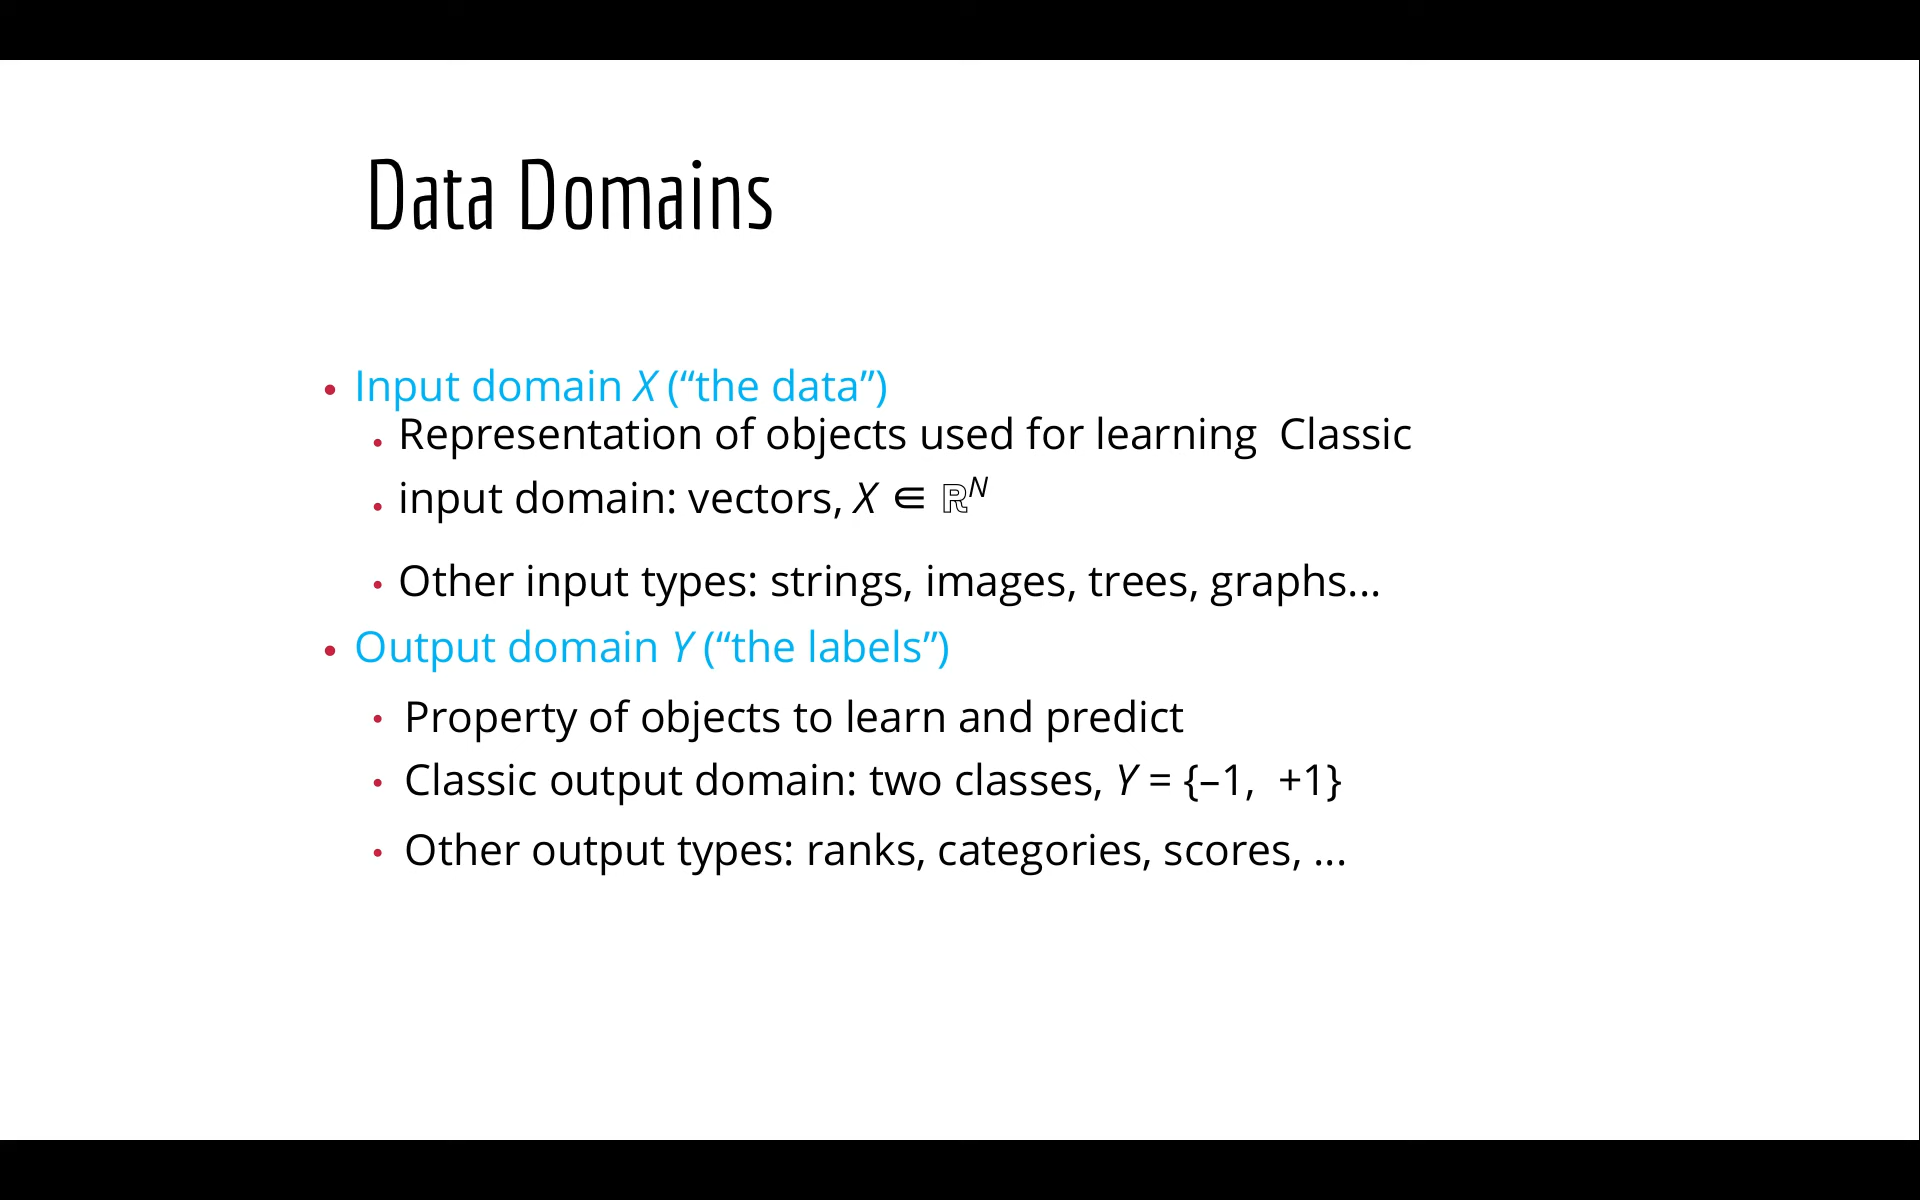 Data Domains
• Input domain X (“the data”)
• Representation of objects used for learning  Classic
• input domain: vectors, X ∈ ℝᴺ
• Other input types: strings, images, trees, graphs...
• Output domain Y (“the labels”)
• Property of objects to learn and predict
• Classic output domain: two classes, Y = {–1,  +1}
• Other output types: ranks, categories, scores, ...